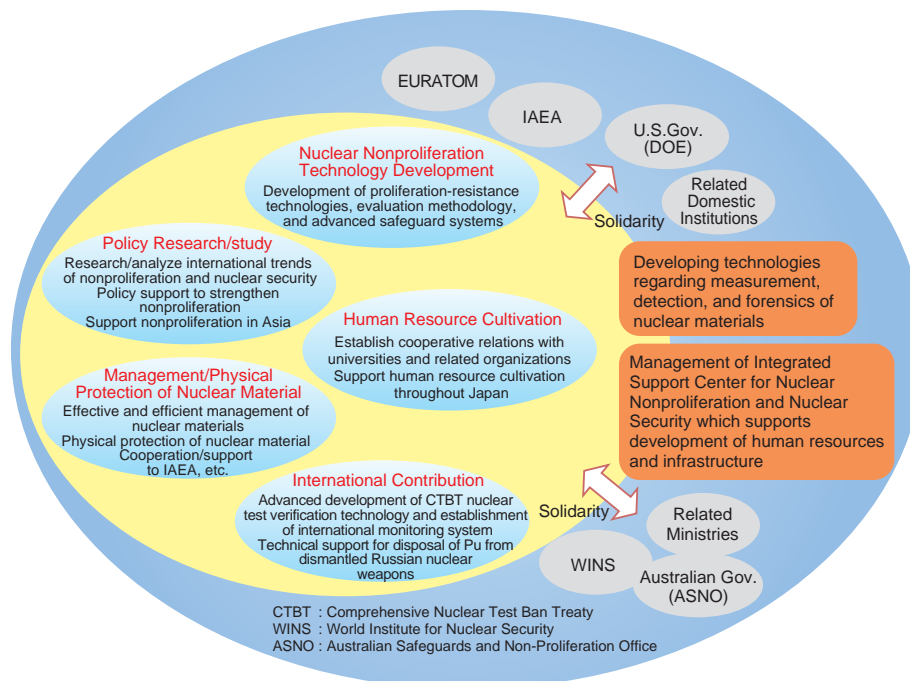 EURATOM
IAEA
U.S.Gov.
(DOE)
Related
Domestic
Institutions
Solidarity
Nuclear Nonproliferation
Technology Development
Development of proliferation-resistance
technologies, evaluation methodology,
and advanced safeguard systems
Policy Research/study
Research/analyze international trends
of nonproliferation and nuclear security
Policy support to strengthen
nonproliferation
Support nonproliferation in Asia
Human Resource Cultivation
Establish cooperative relations with
universities and related organizations
Support human resource cultivation
throughout Japan
Developing technologies
regarding measurement,
detection, and forensics of
nuclear materials
Management of Integrated
Support Center for Nuclear
Nonproliferation and Nuclear
Security which supports
development of human resources
and infrastructure
Management/Physical
Protection of Nuclear Material
Effective and efficient management of
nuclear materials
Physical protection of nuclear material
Cooperation/support
to IAEA, etc.
International Contribution
Advanced development of CTBT nuclear
test verification technology and establishment
of international monitoring system
Technical support for disposal of Pu from
dismantled Russian nuclear
weapons
Solidarity
Related
Ministries
WINS
Australian Gov.
(ASNO)
CTBT : Comprehensive Nuclear Test Ban Treaty
WINS : World Institute for Nuclear Security
ASNO : Australian Safeguards and Non-Proliferation Office